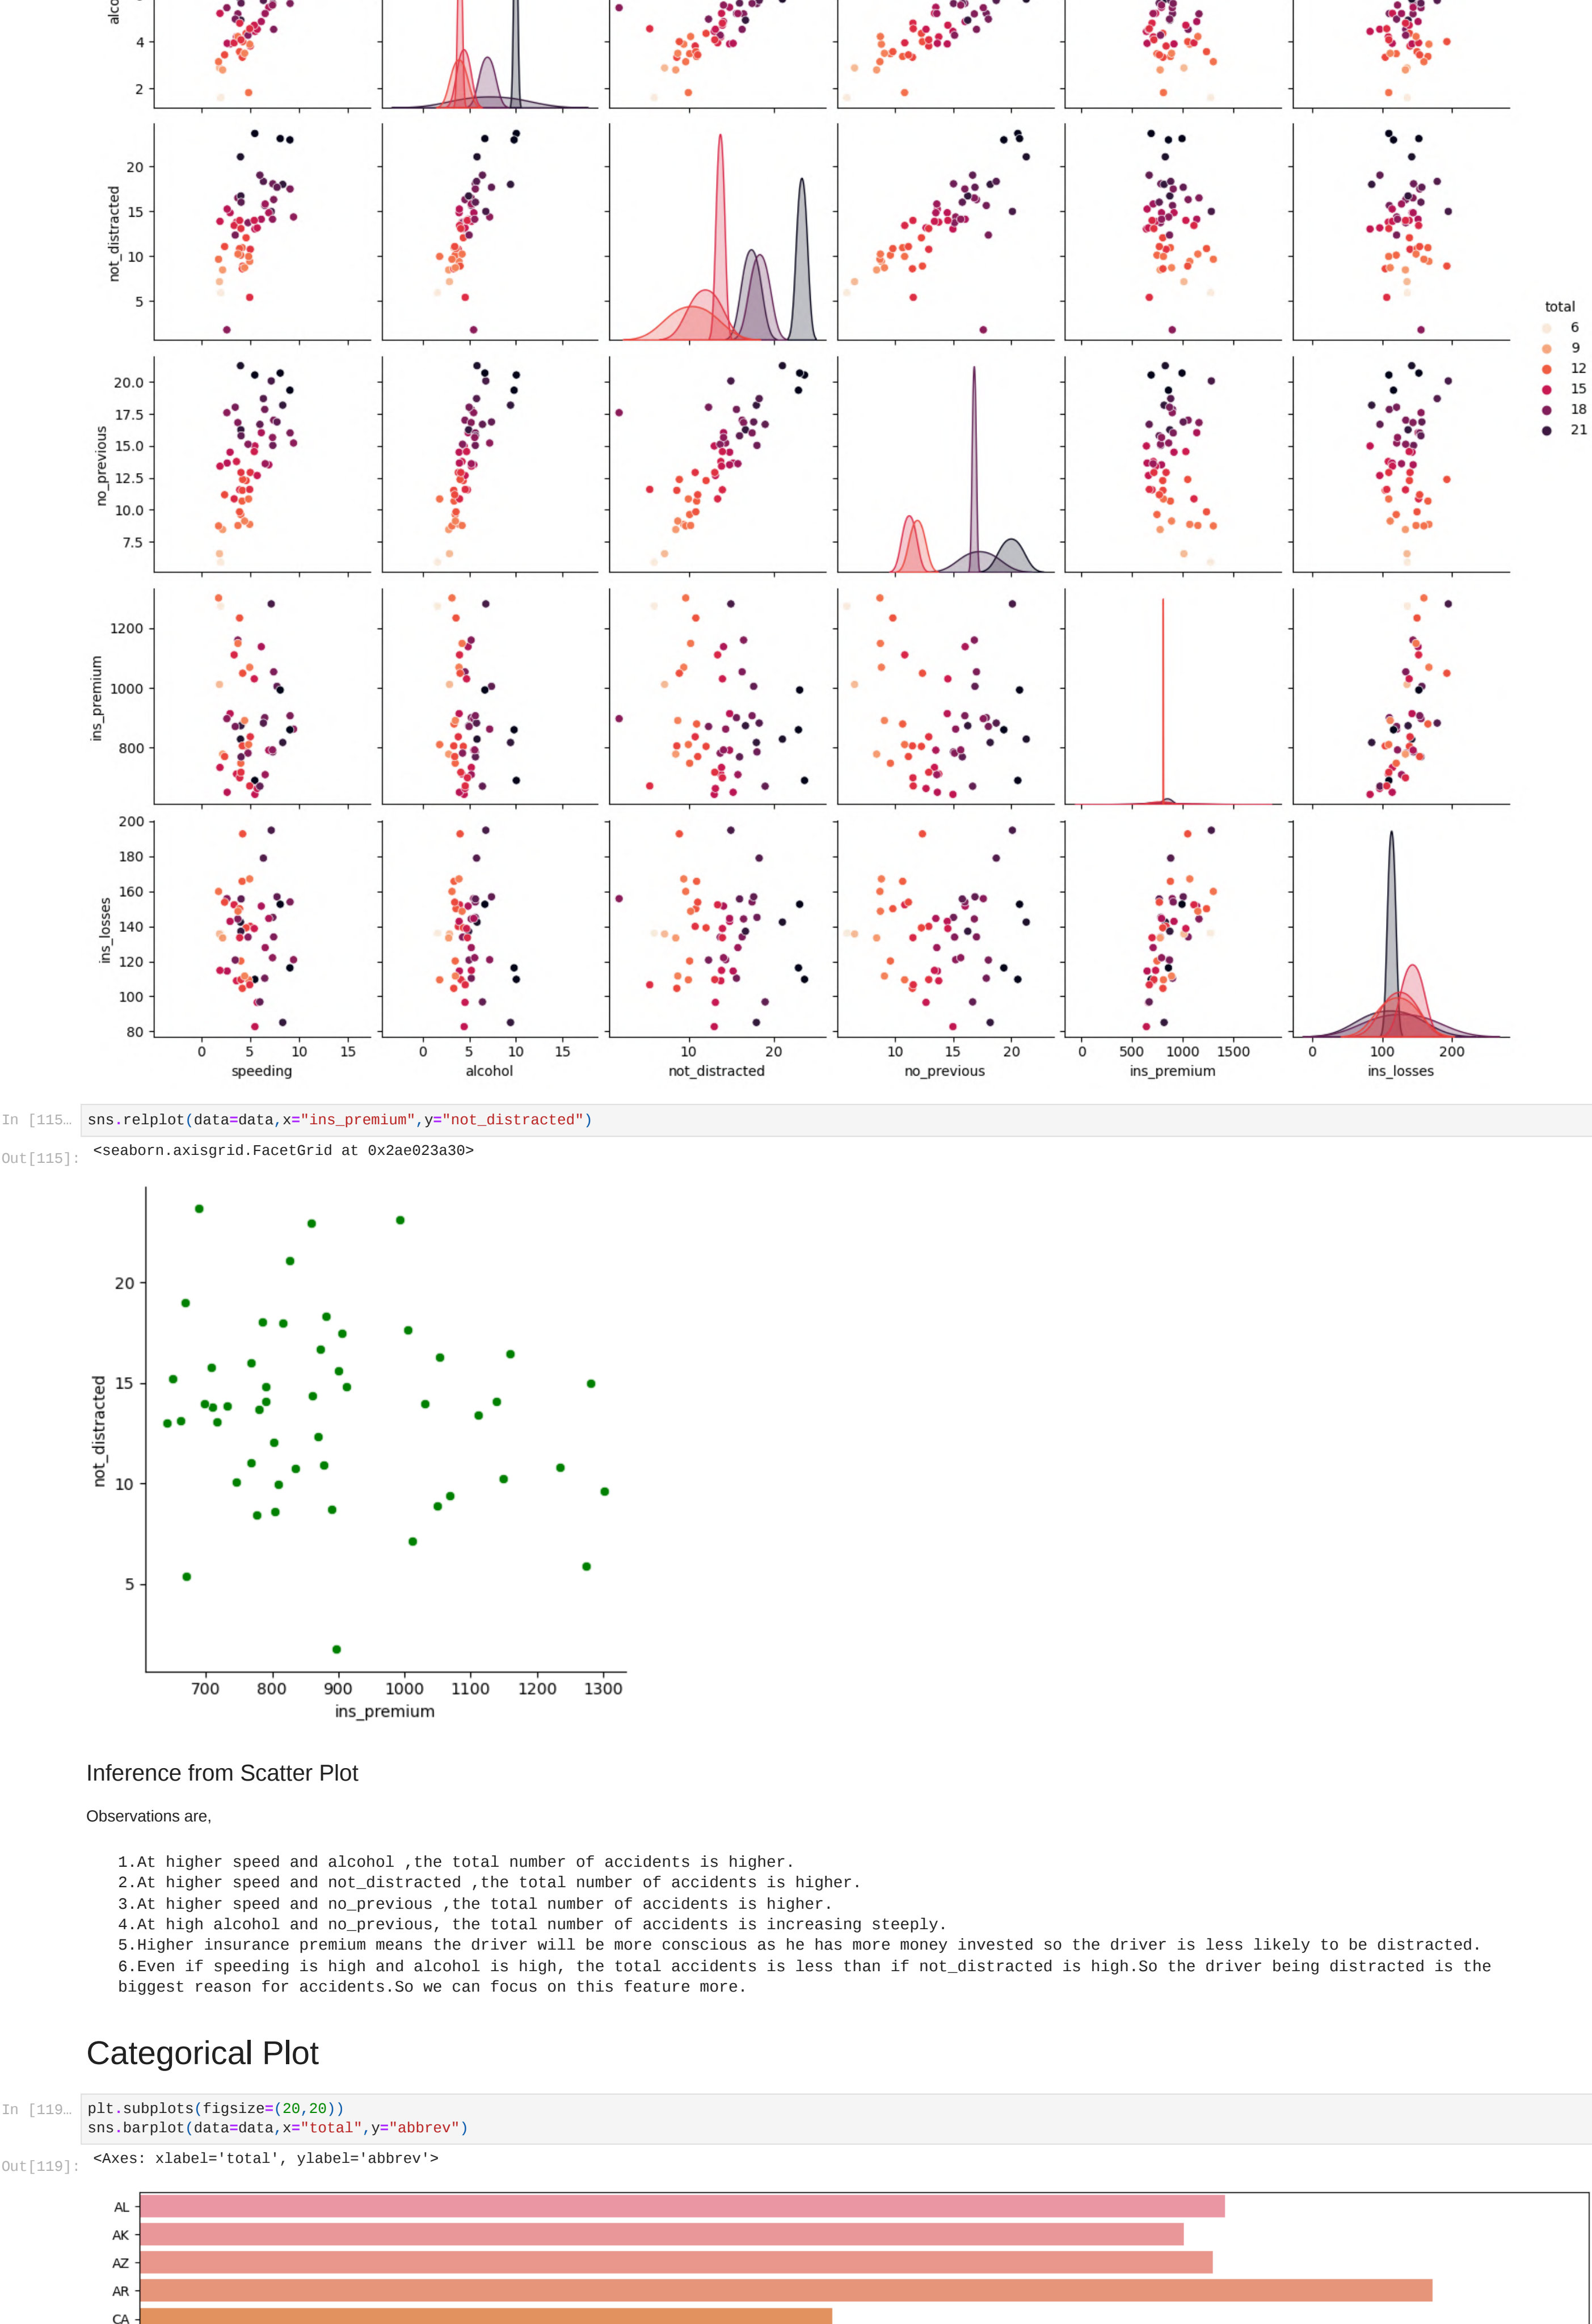 alco
4
2
not_distracted
20
15
10
5
total
6
9
12
15
18
21
no_previous
20.0
17.5
15.0
12.5
10.0
7.5
ins_premium
1200
1000
800
ins_losses
200
180
160
140
120
100
80
0 5 10 15 0 5 10 15 10 20 10 15 20 0 500 1000 1500 0 100 200
speeding alcohol not_distracted no_previous ins_premium ins_losses
In [115… sns.relplot(data=data,x="ins_premium",y="not_distracted")
Out[115]: <seaborn.axisgrid.FacetGrid at 0x2ae023a30>
not_distracted
20
15
10
5
700 800 900 1000 1100 1200 1300
ins_premium
Inference from Scatter Plot
Observations are,
1.At higher speed and alcohol ,the total number of accidents is higher.
2.At higher speed and not_distracted ,the total number of accidents is higher.
3.At higher speed and no_previous ,the total number of accidents is higher.
4.At high alcohol and no_previous, the total number of accidents is increasing steeply.
5.Higher insurance premium means the driver will be more conscious as he has more money invested so the driver is less likely to be distracted.
6.Even if speeding is high and alcohol is high, the total accidents is less than if not_distracted is high.So the driver being distracted is the
biggest reason for accidents.So we can focus on this feature more.
Categorical Plot
In [119… plt.subplots(figsize=(20,20))
sns.barplot(data=data,x="total",y="abbrev")
Out[119]: <Axes: xlabel='total', ylabel='abbrev'>
AL
AK
AZ
AR
CA